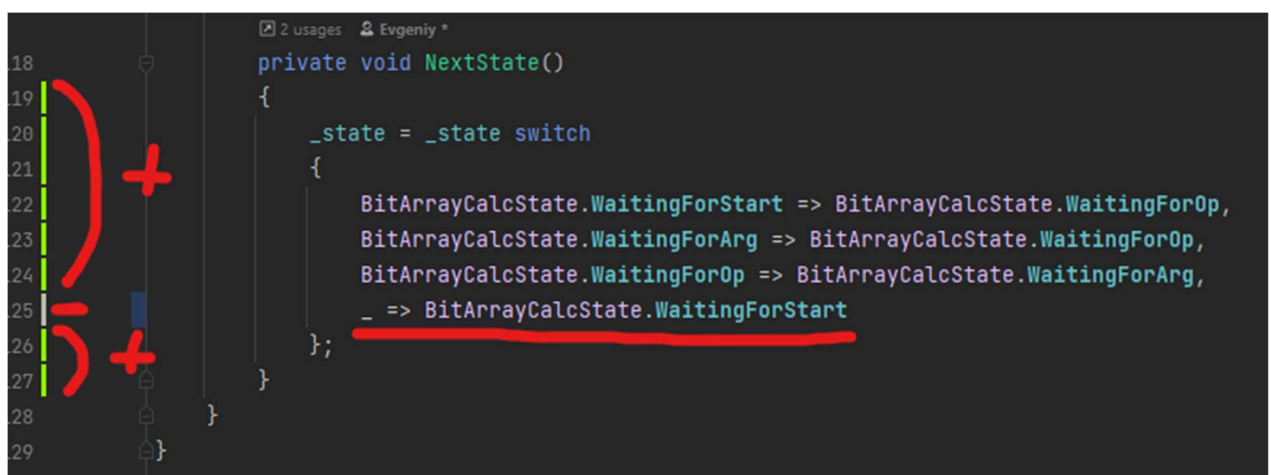 2 usages Evgeniy *
.18 private void NextState()
.19 {
.20 _state = _state switch
.21 {
.22 BitArrayCalcState.WaitingForStart => BitArrayCalcState.WaitingForOp,
.23 BitArrayCalcState.WaitingForArg => BitArrayCalcState.WaitingForOp,
.24 BitArrayCalcState.WaitingForOp => BitArrayCalcState.WaitingForArg,
.25 _ => BitArrayCalcState.WaitingForStart
.26 };
.27 }
.28 }
.29 }
+
-
+